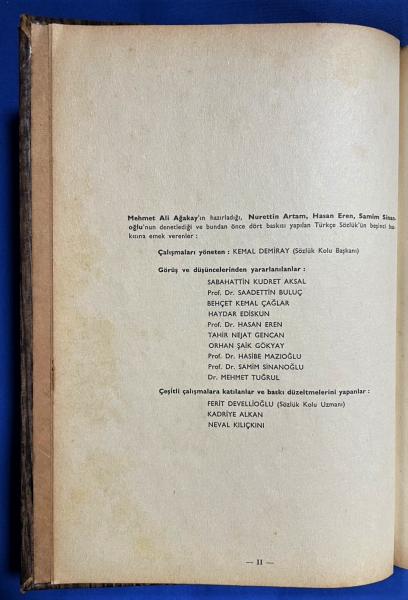 Mehmet Ali Ağakay'ın hazırladığı, Nurettin Artam, Hasan Eren, Samim Sinan-
oğlu'nun denetlediği ve bundan önce dört baskısı yapılan Türkçe Sözlük'ün beşinci bas-
kısına emek verenler :
Çalışmaları yöneten : KEMAL DEMİRAY (Sözlük Kolu Başkanı)
Görüş ve düşüncelerinden yararlanılanlar :
SABAHATTİN KUDRET AKSAL
Prof. Dr. SAADETTİN BULUÇ
BEHÇET KEMAL ÇAĞLAR
HAYDAR EDİSKUN
Prof. Dr. HASAN EREN
TAHİR NEJAT GENCAN
ORHAN ŞAİK GÖKYAY
Prof. Dr. HASİBE MAZIOĞLU
Prof. Dr. SAMİM SİNANOĞLU
Dr. MEHMET TUĞRUL
Çeşitli çalışmalara katılanlar ve baskı düzeltmelerini yapanlar :
FERİT DEVELLİOĞLU (Sözlük Kolu Uzmanı)
KADRİYE ALKAN
NEVAL KILIÇKINI
— II —